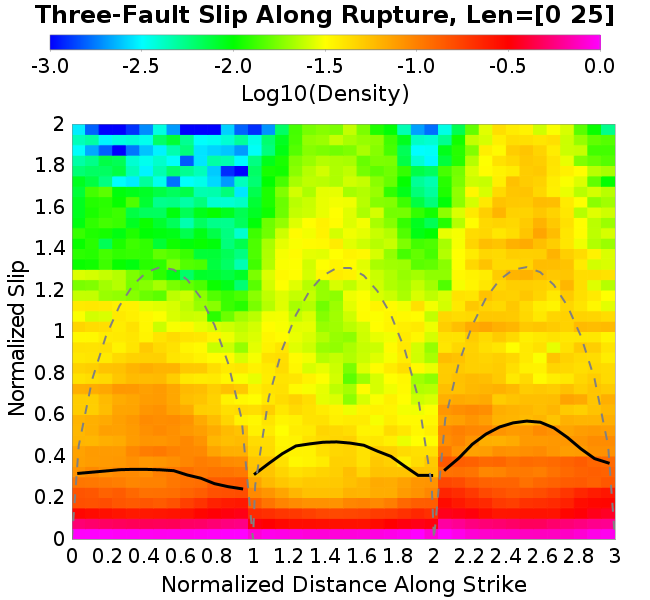 Three-Fault Slip Along Rupture, Len=[0 25]
-3.0 -2.5 -2.0 -1.5 -1.0 -0.5 0.0
Log10(Density)
2
1.8
1.6
1.4
1.2
1
0.8
0.6
0.4
0.2
0
Normalized Slip
0 0.2 0.4 0.6 0.8 1 1.2 1.4 1.6 1.8 2 2.2 2.4 2.6 2.8 3
Normalized Distance Along Strike